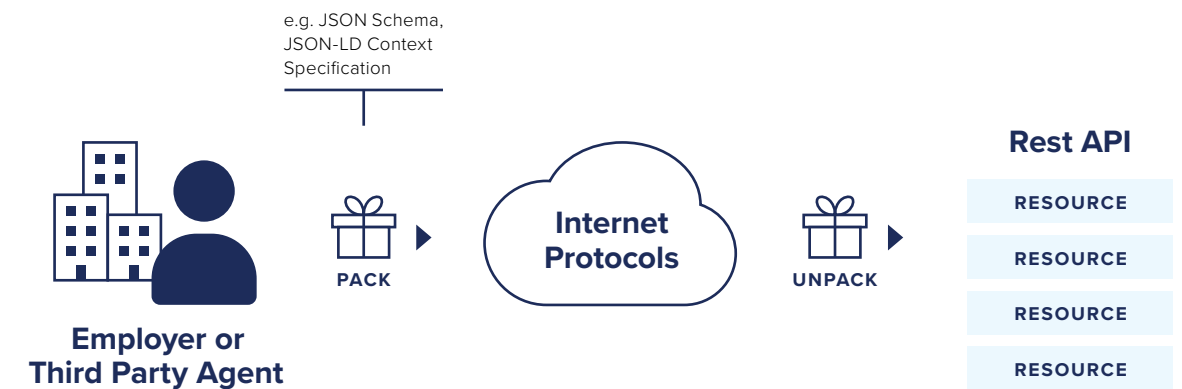 e.g. JSON Schema,
JSON-LD Context
Specification
Employer or
Third Party Agent
PACK
Internet
Protocols
UNPACK
Rest API
RESOURCE
RESOURCE
RESOURCE
RESOURCE